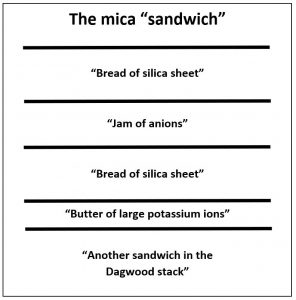 The mica “sandwich”
“Bread of silica sheet”
“Jam of anions”
“Bread of silica sheet”
“Butter of large potassium ions”
“Another sandwich in the
Dagwood stack”